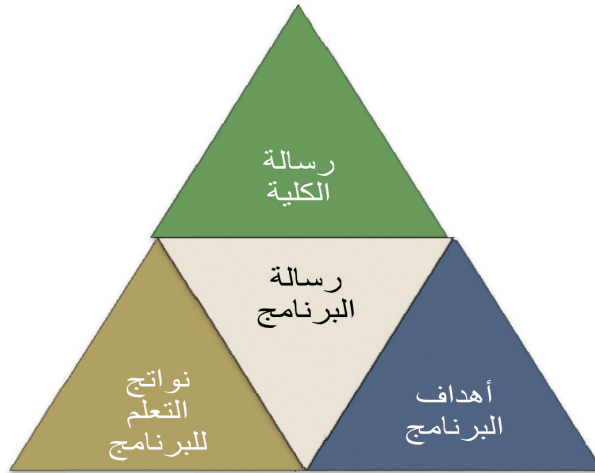 رسالة
الكلية
رسالة
البرنامج
أهداف
البرنامج
نواتج
التعلم
للبرنامج